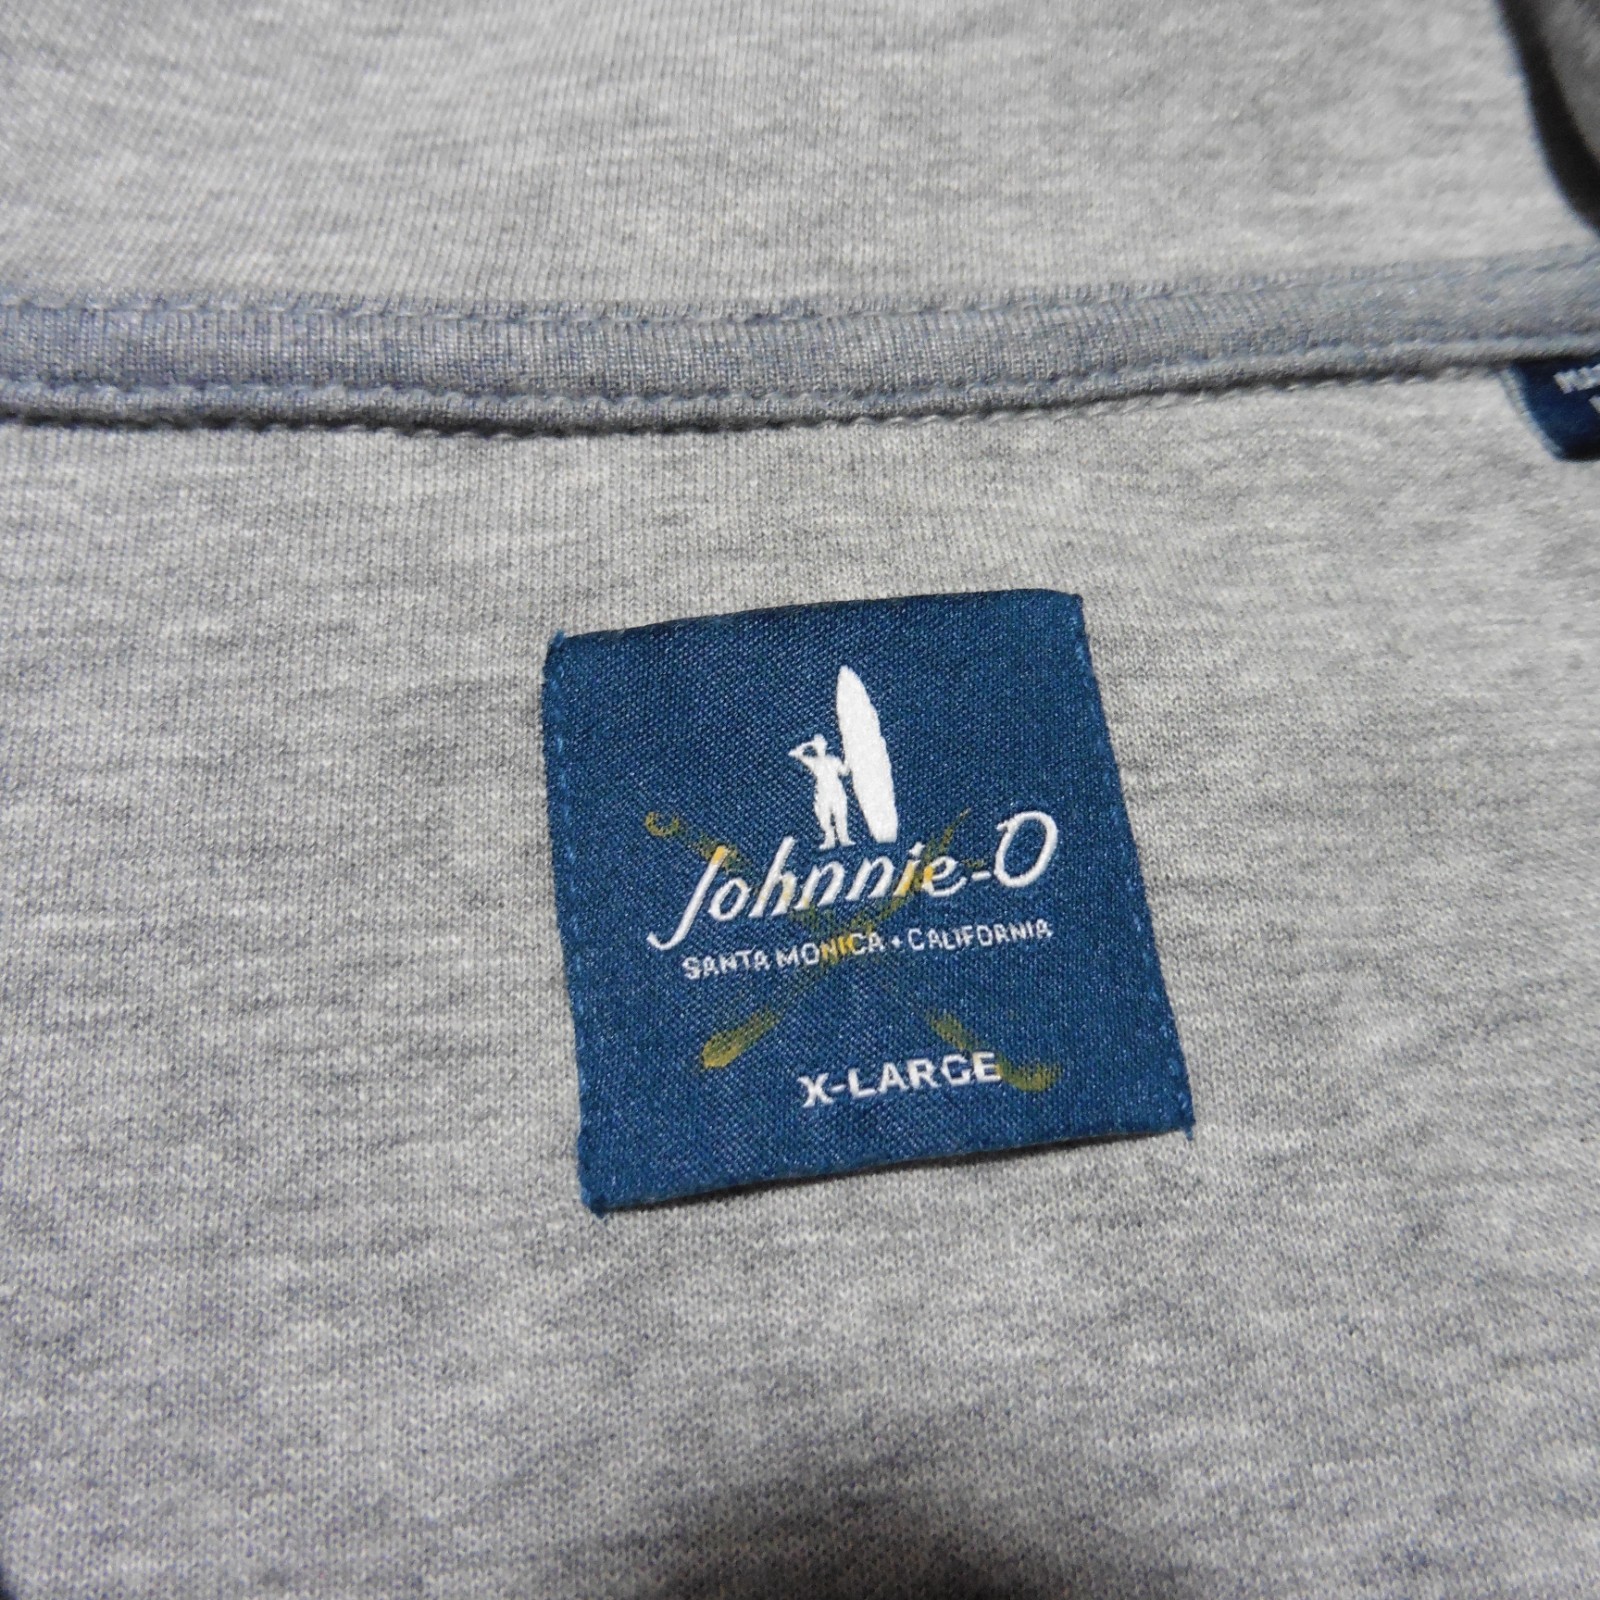 Johnnie-O
SANTA MONICA • CALIFORNIA
X-LARGE